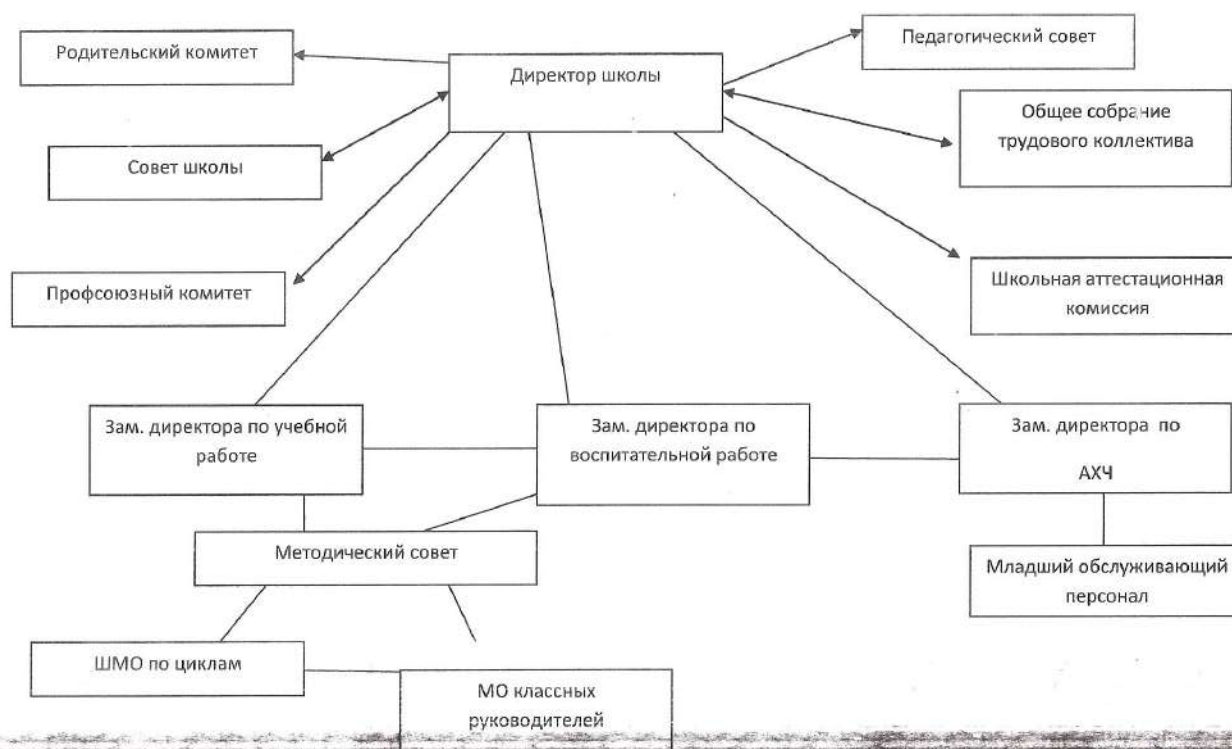 Родительский комитет
Педагогический совет
Директор школы
Общее собрание
трудового коллектива
Совет школы
Профсоюзный комитет
Школьная аттестационная
комиссия
Зам. директора по учебной
работе
Зам. директора по
воспитательной работе
Зам. директора по
АХЧ
Методический совет
Младший обслуживающий
персонал
ШМО по циклам
МО классных
руководителей